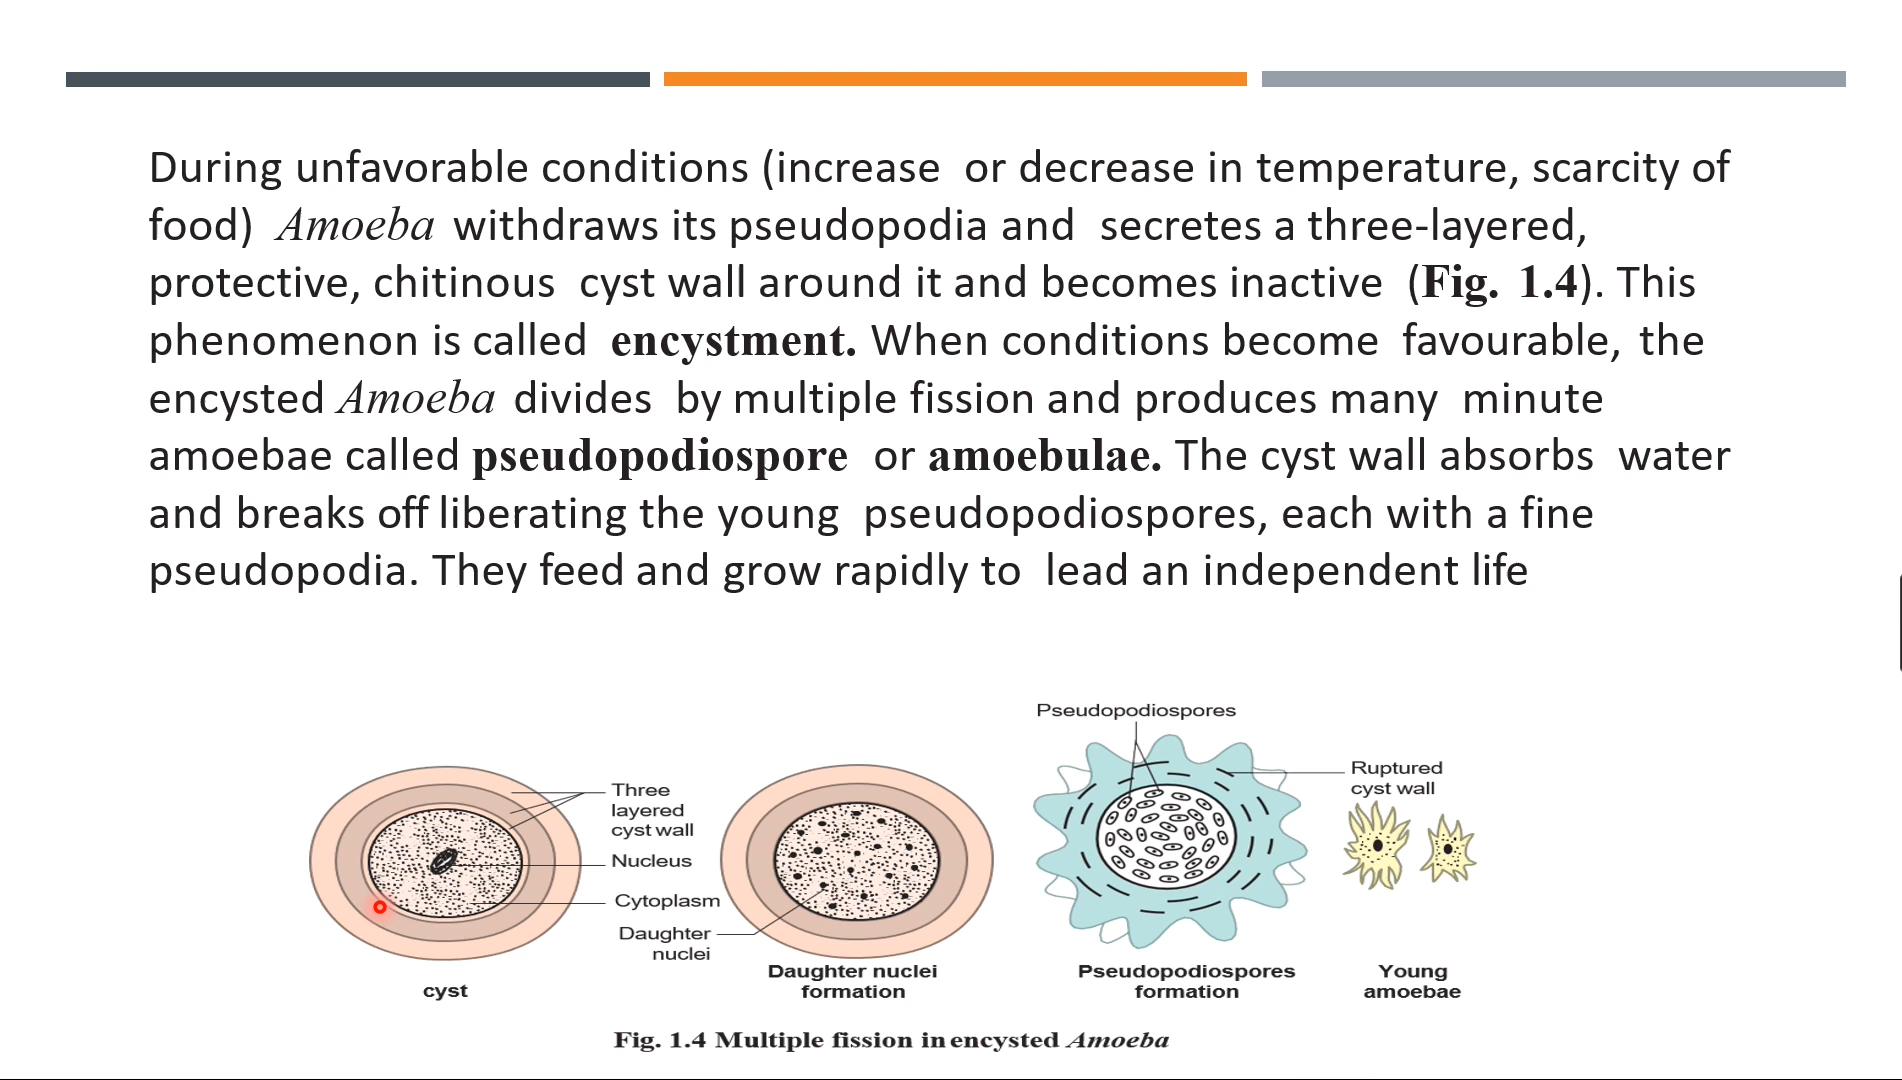 During unfavorable conditions (increase or decrease in temperature, scarcity of
food) Amoeba withdraws its pseudopodia and secretes a three-layered,
protective, chitinous cyst wall around it and becomes inactive (Fig. 1.4). This
phenomenon is called encystment. When conditions become favourable, the
encysted Amoeba divides by multiple fission and produces many minute
amoebae called pseudopodiospore or amoebulae. The cyst wall absorbs water
and breaks off liberating the young pseudopodiospores, each with a fine
pseudopodia. They feed and grow rapidly to lead an independent life
Three
layered
cyst wall
Nucleus
Cytoplasm
Daughter
nuclei
cyst
Daughter nuclei
formation
Pseudopodiospores
Pseudopodiospores
formation
Ruptured
cyst wall
Young
amoebae
Fig. 1.4 Multiple fission in encysted Amoeba